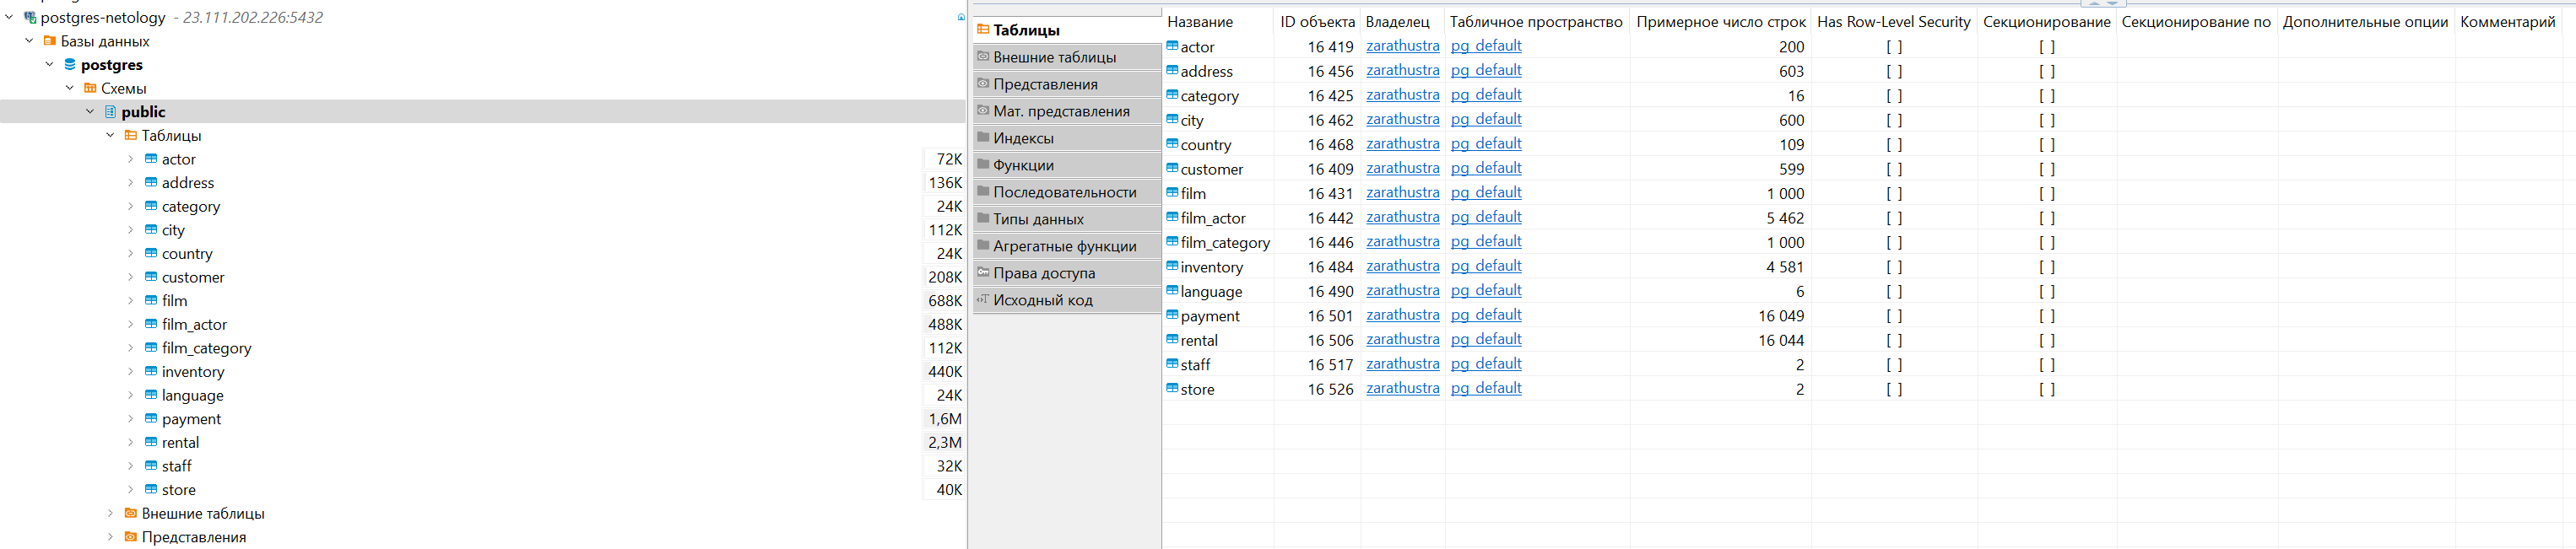 postgres-netology - 23.111.202.226:5432
Базы данных
postgres
Схемы
public
Таблицы
actor 72K
address 136K
category 24K
city 112K
country 24K
customer 208K
film 688K
film_actor 488K
film_category 112K
inventory 440K
language 24K
payment 1,6M
rental 2,3M
staff 32K
store 40K
Внешние таблицы
Представления
Таблицы
Внешние таблицы
Представления
Мат. представления
Индексы
Функции
Последовательности
Типы данных
Агрегатные функции
Права доступа
Исходный код
Название ID объекта Владелец Табличное пространство Примерное число строк Has Row-Level Security Секционирование Секционирование по Дополнительные опции Комментарий
actor 16 419 zarathustra pg_default 200 [ ] [ ]
address 16 456 zarathustra pg_default 603 [ ] [ ]
category 16 425 zarathustra pg_default 16 [ ] [ ]
city 16 462 zarathustra pg_default 600 [ ] [ ]
country 16 468 zarathustra pg_default 109 [ ] [ ]
customer 16 409 zarathustra pg_default 599 [ ] [ ]
film 16 431 zarathustra pg_default 1 000 [ ] [ ]
film_actor 16 442 zarathustra pg_default 5 462 [ ] [ ]
film_category 16 446 zarathustra pg_default 1 000 [ ] [ ]
inventory 16 484 zarathustra pg_default 4 581 [ ] [ ]
language 16 490 zarathustra pg_default 6 [ ] [ ]
payment 16 501 zarathustra pg_default 16 049 [ ] [ ]
rental 16 506 zarathustra pg_default 16 044 [ ] [ ]
staff 16 517 zarathustra pg_default 2 [ ] [ ]
store 16 526 zarathustra pg_default 2 [ ] [ ]